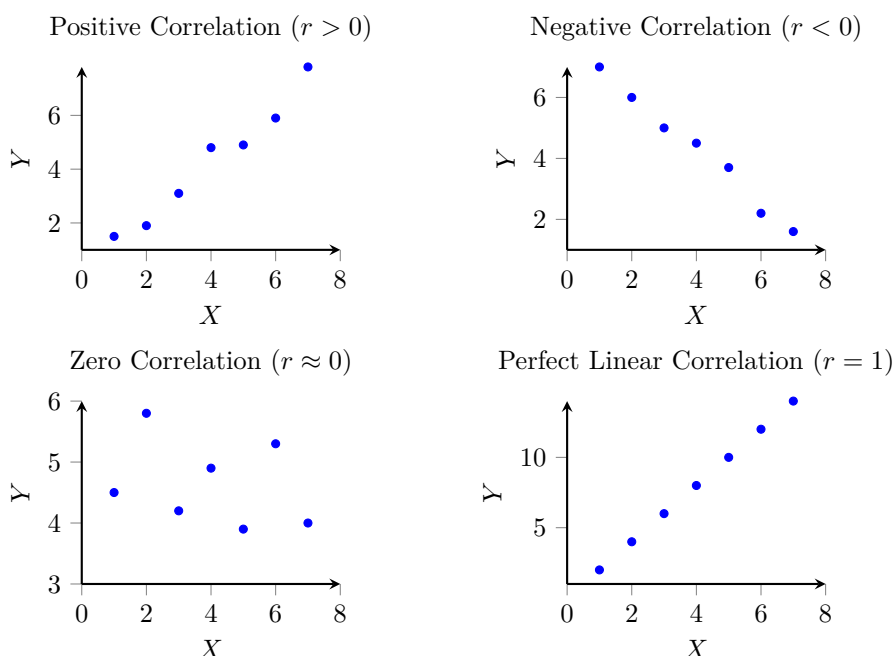 Positive Correlation (r > 0)
Y
6
4
2
0 2 4 6 8
X
Negative Correlation (r < 0)
Y
6
4
2
0 2 4 6 8
X
Zero Correlation (r ≈ 0)
Y
6
5
4
3
0 2 4 6 8
X
Perfect Linear Correlation (r = 1)
Y
10
5
0 2 4 6 8
X